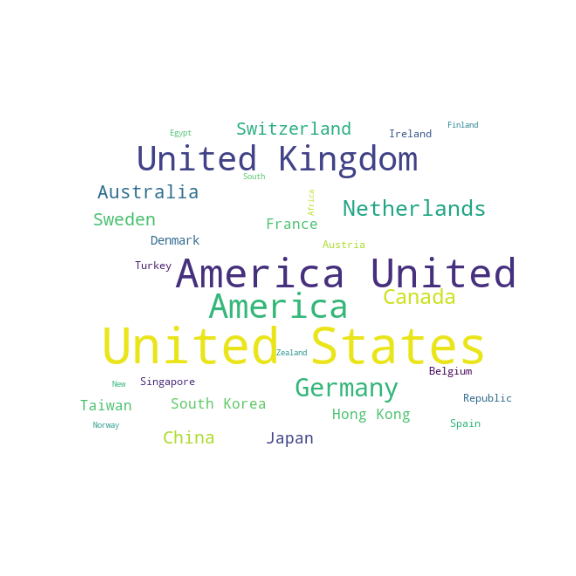 Finland
Switzerland
Ireland
Egypt
United Kingdom
South
Australia
Africa
Netherlands
Sweden
France
Denmark
Austria
Turkey
America United
Canada
America
United States
Zealand
Belgium
Singapore
New
Germany
Republic
Taiwan
South Korea
Hong Kong
Norway
Spain
China
Japan